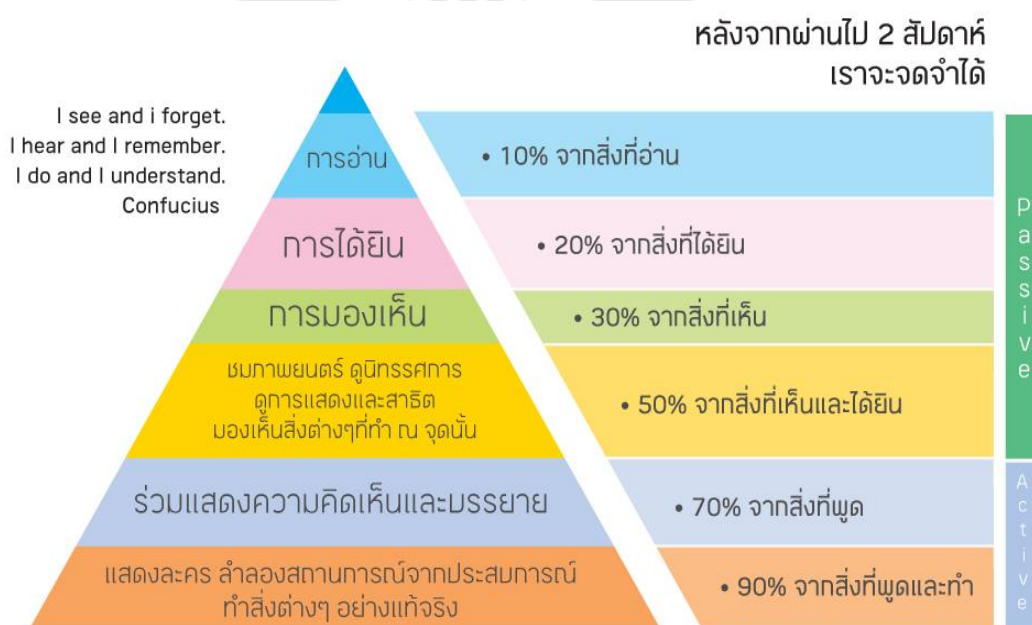 หลังจากผ่านไป 2 สัปดาห์
เราจะจดจำได้
I see and i forget.
I hear and I remember.
I do and I understand.
Confucius
การอ่าน
• 10% จากสิ่งที่อ่าน
การได้ยิน
• 20% จากสิ่งที่ได้ยิน
การมองเห็น
• 30% จากสิ่งที่เห็น
ชมภาพยนตร์ ดูนิทรรศการ
ดูการแสดงและสาธิต
มองเห็นสิ่งต่างๆที่ทำ ณ จุดนั้น
• 50% จากสิ่งที่เห็นและได้ยิน
Passive
ร่วมแสดงความคิดเห็นและบรรยาย
• 70% จากสิ่งที่พูด
แสดงละคร ลำลองสถานการณ์จากประสบการณ์
ทำสิ่งต่างๆ อย่างแท้จริง
• 90% จากสิ่งที่พูดและทำ
Active